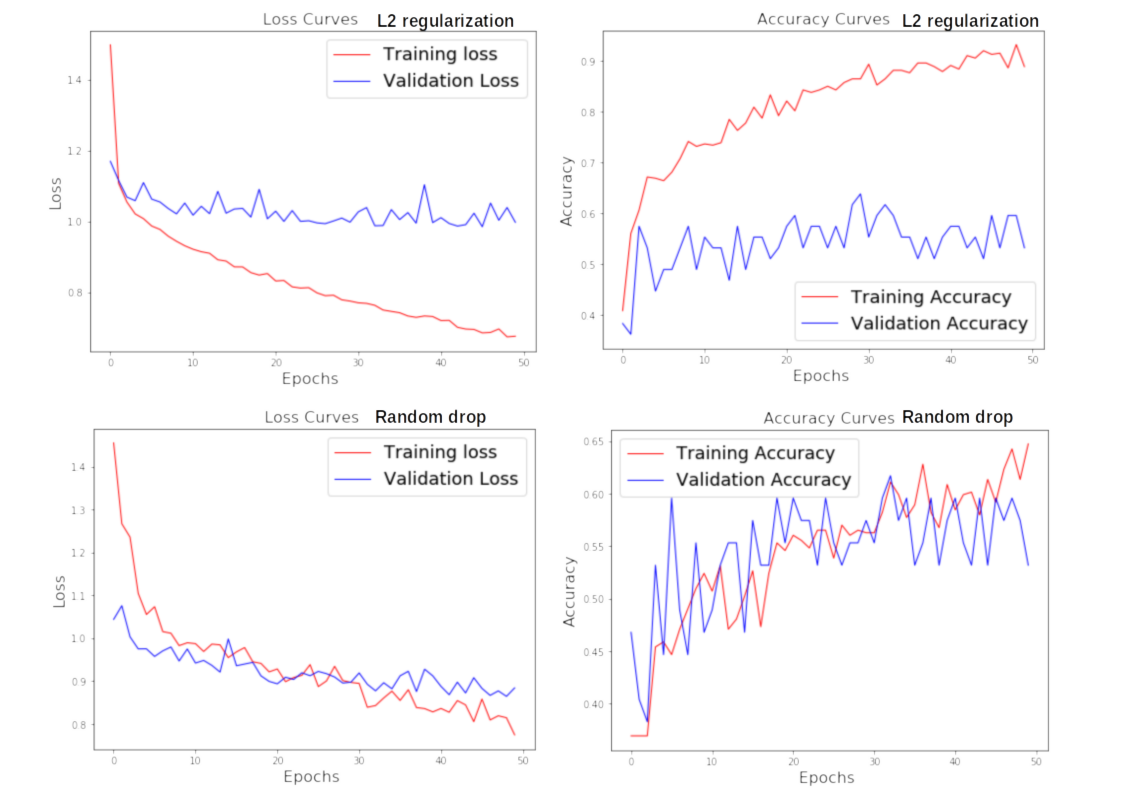 Loss Curves L2 regularization
Training loss
Validation Loss
1.4
1.2
1.0
0.8
Loss
0 10 20 30 40 50
Epochs
Accuracy Curves L2 regularization
0.9
0.8
0.7
0.6
0.5
0.4
Accuracy
Training Accuracy
Validation Accuracy
0 10 20 30 40 50
Epochs
Loss Curves Random drop
Training loss
Validation Loss
1.4
1.3
1.2
1.1
1.0
0.9
0.8
Loss
0 10 20 30 40 50
Epochs
Accuracy Curves Random drop
Training Accuracy
Validation Accuracy
0.65
0.60
0.55
0.50
0.45
0.40
Accuracy
0 10 20 30 40 50
Epochs